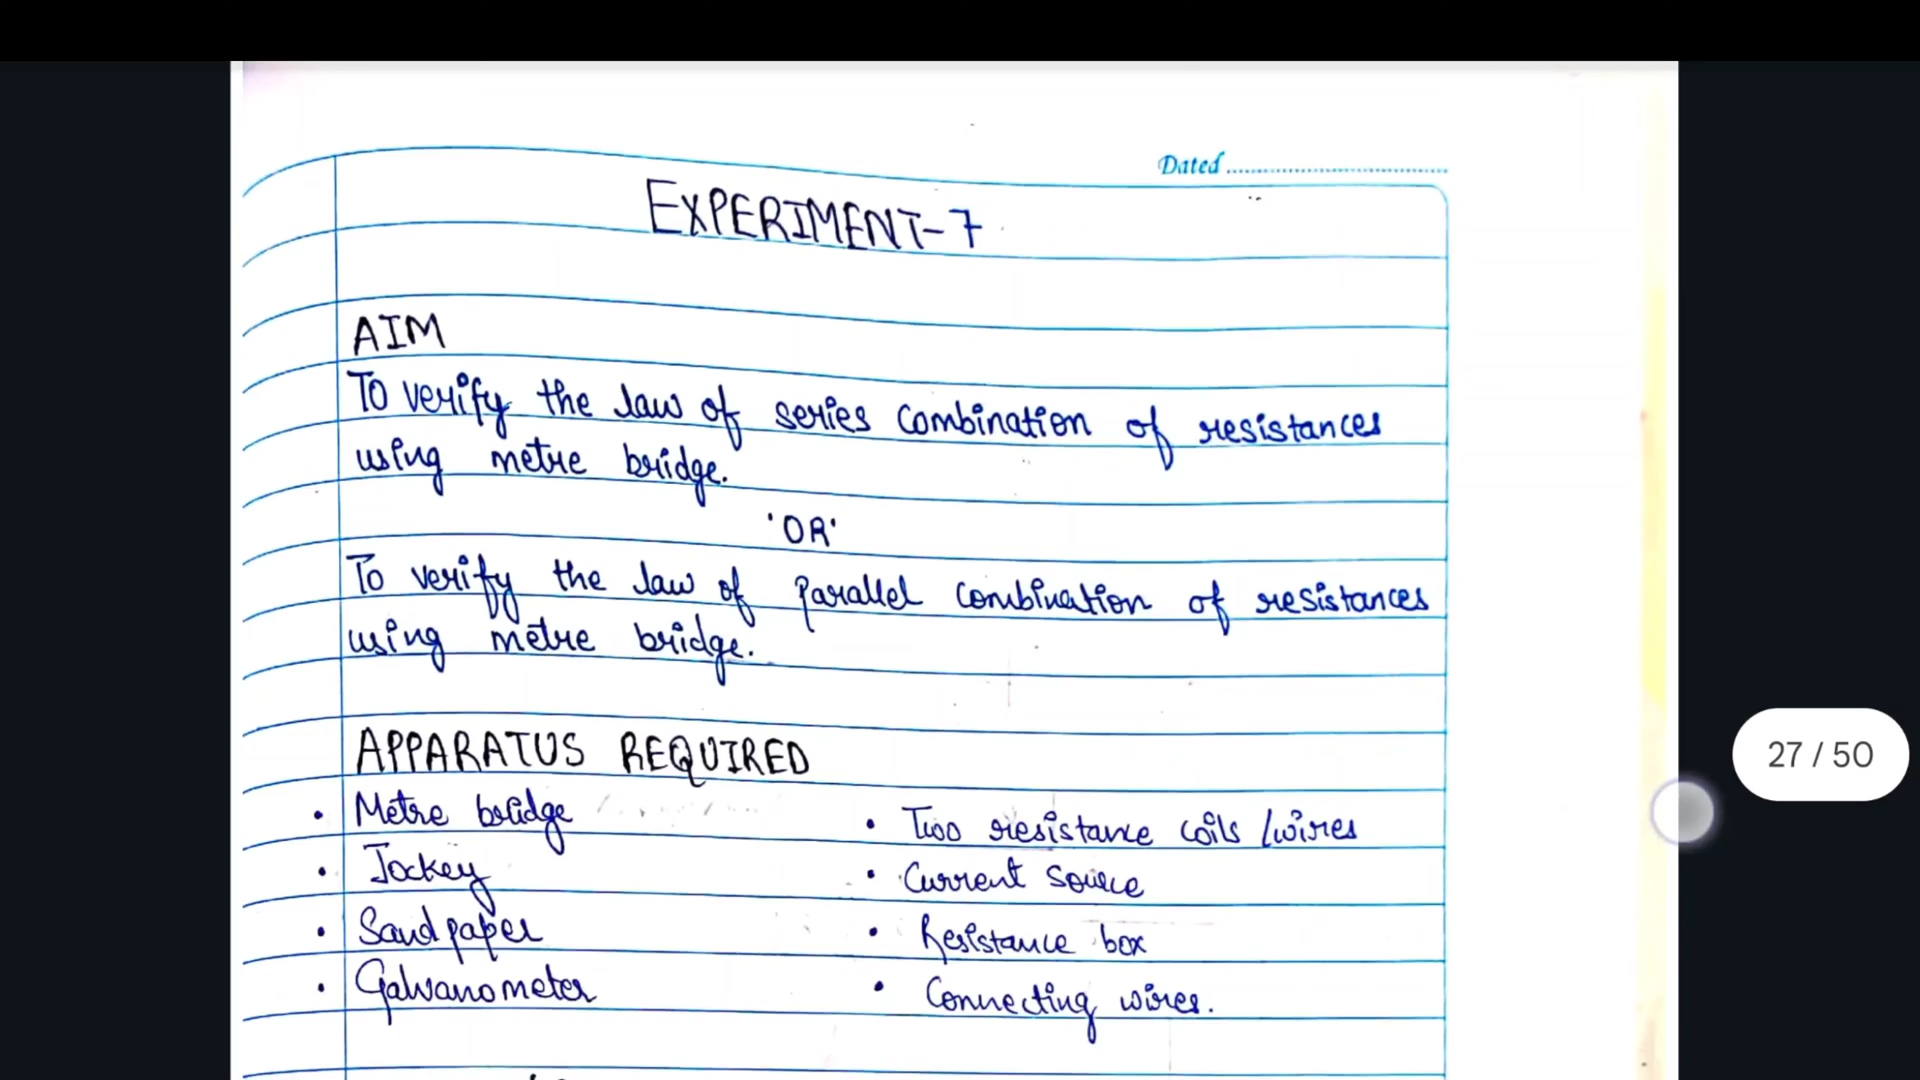 Dated
EXPERIMENT-7
AIM
To verify the law of series combination of resistances
using metre bridge.
'OR'
To verify the law of parallel combination of resistances
using metre bridge.
APPARATUS REQUIRED
• Metre bridge • Two resistance coils /wires
• Jockey • Current source
• Sandpaper • Resistance box
• Galvanometer • Connecting wires.
27 / 50